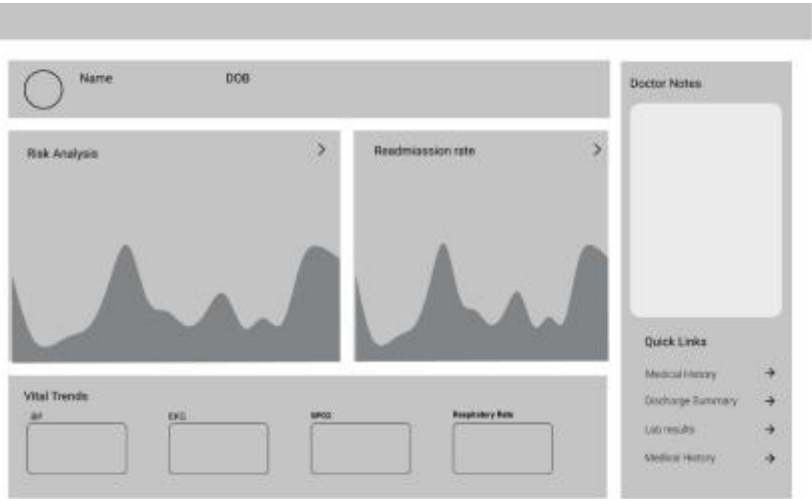 Name
DOB
Doctor Notes
Risk Analysis
Readmiassion rate
Quick Links
Medical History
Discharge Summary
Lab results
Medical History
Vital Trends
BP
EKG
SPO2
Respiratory Rate